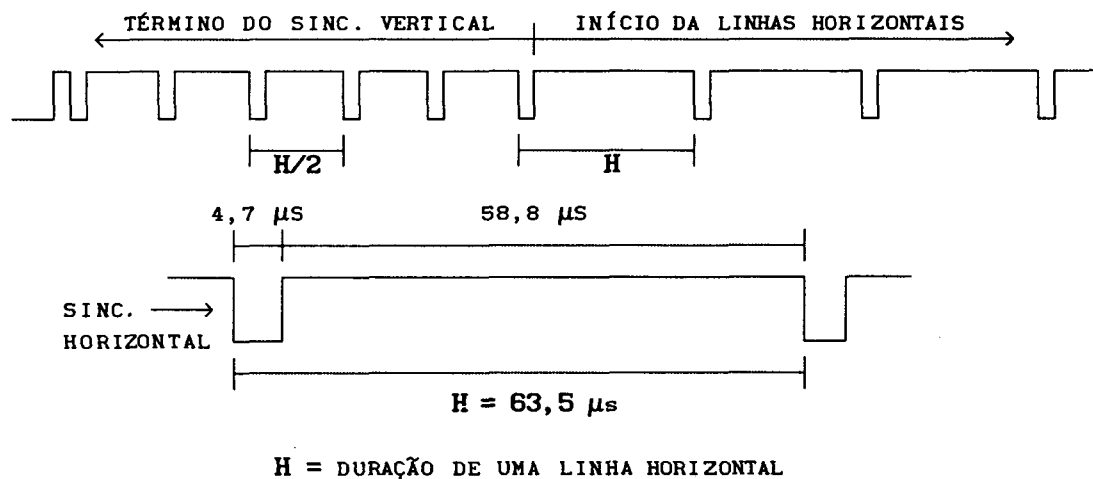 TÉRMINO DO SINC. VERTICAL INÍCIO DA LINHAS HORIZONTAIS
H/2 H
4,7 µS 58,8 µS
SINC.
HORIZONTAL
H = 63,5 µs
H = DURAÇÃO DE UMA LINHA HORIZONTAL